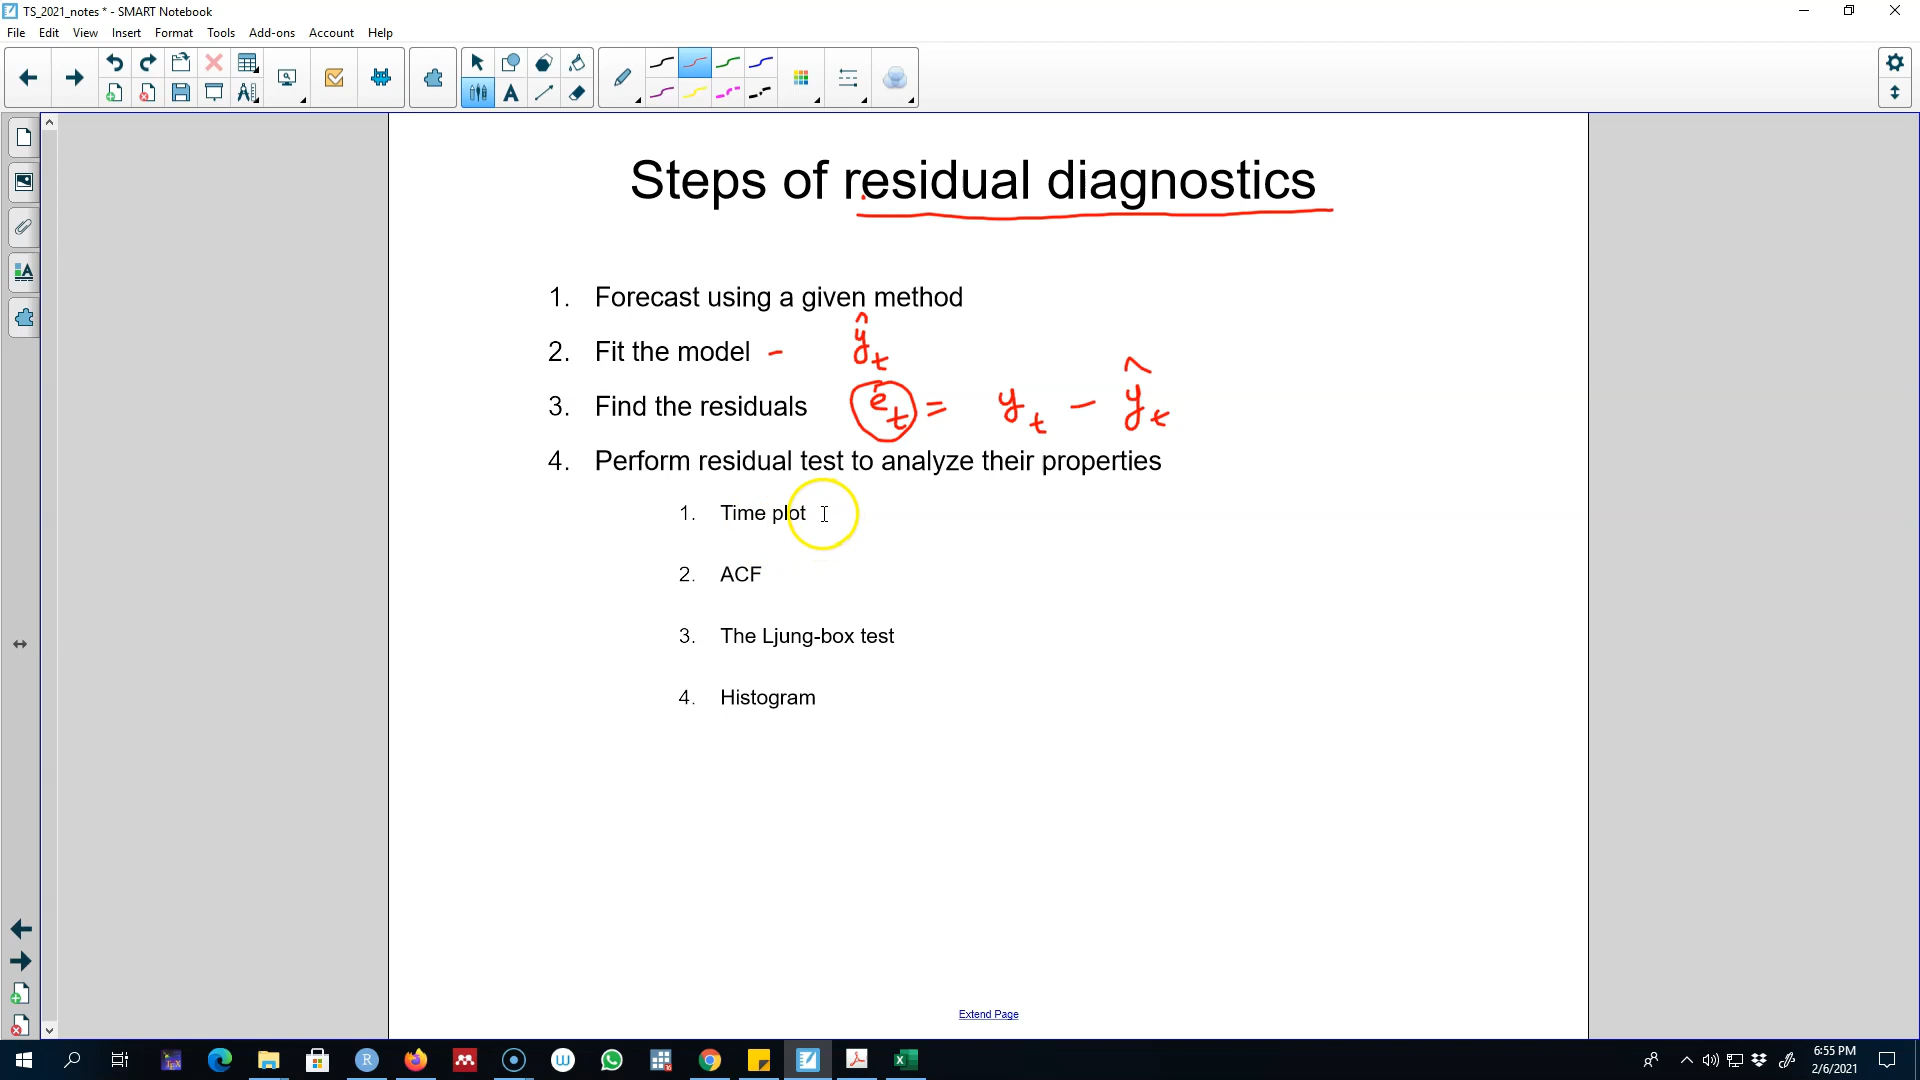 TS_2021_notes * - SMART Notebook
File Edit View Insert Format Tools Add-ons Account Help
Steps of residual diagnostics
1. Forecast using a given method
2. Fit the model - ŷt
3. Find the residuals êt = yt - ŷt
4. Perform residual test to analyze their properties
1. Time plot
2. ACF
3. The Ljung-box test
4. Histogram
Extend Page
6:55 PM
2/6/2021